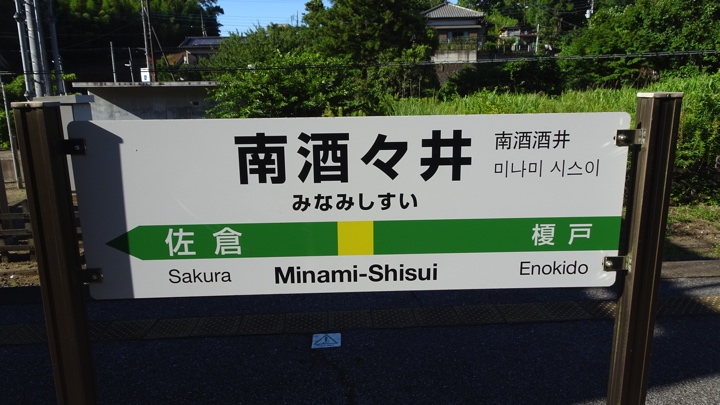 南酒々井
南酒酒井
미나미 시스이
みなみしすい
佐倉
榎戸
Sakura
Minami-Shisui
Enokido